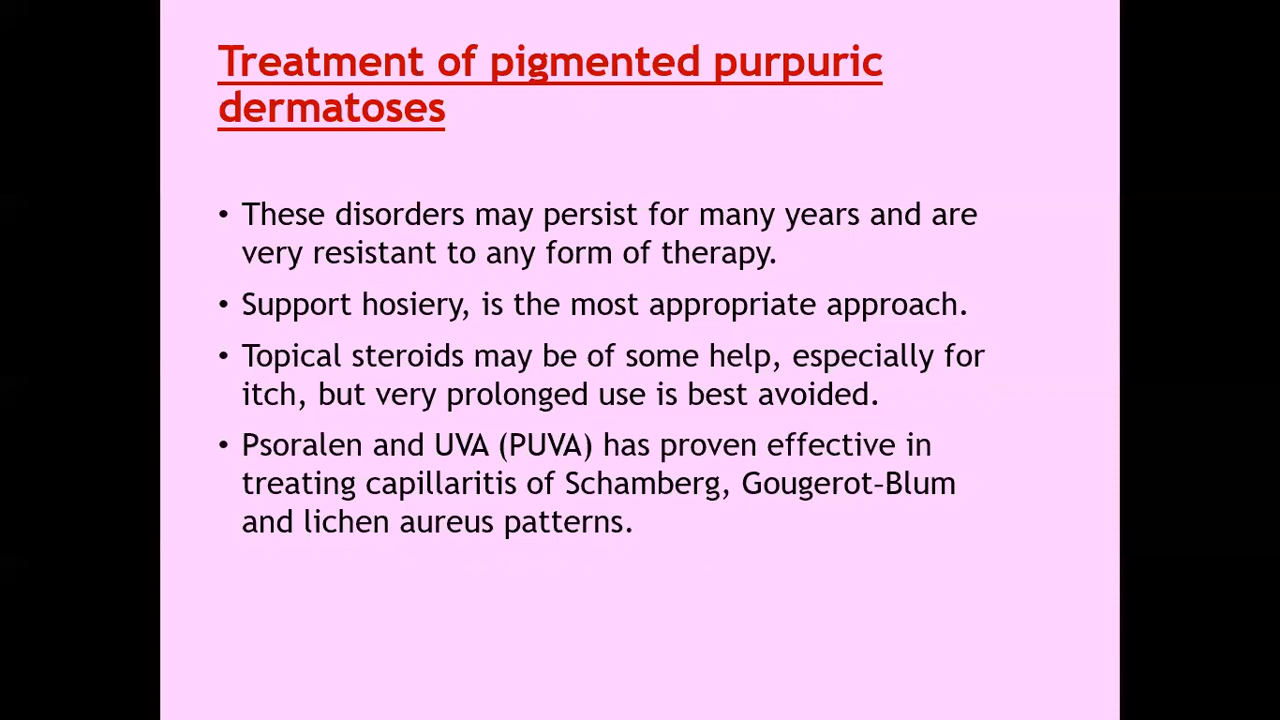 Treatment of pigmented purpuric
dermatoses
• These disorders may persist for many years and are
very resistant to any form of therapy.
• Support hosiery, is the most appropriate approach.
• Topical steroids may be of some help, especially for
itch, but very prolonged use is best avoided.
• Psoralen and UVA (PUVA) has proven effective in
treating capillaritis of Schamberg, Gougerot–Blum
and lichen aureus patterns.